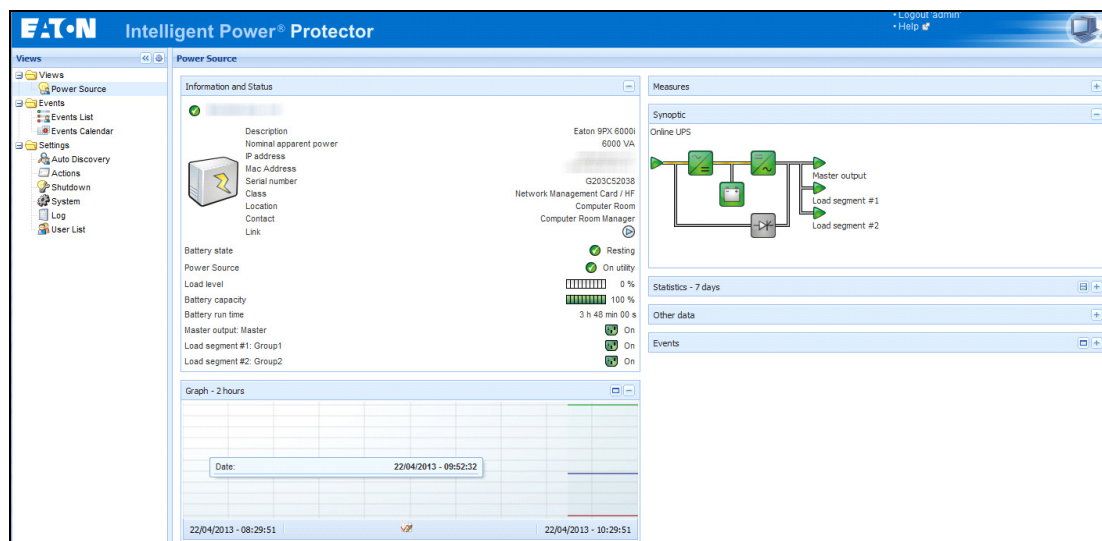 EATON Intelligent Power® Protector
• Logout 'admin'
• Help
Views
Power Source
Views
Power Source
Events
Events List
Events Calendar
Settings
Auto Discovery
Actions
Shutdown
System
Log
User List
Information and Status
Description Eaton 9PX 6000i
Nominal apparent power 6000 VA
IP address
Mac Address
Serial number G203C52038
Class Network Management Card / HF
Location Computer Room
Contact Computer Room Manager
Link
Battery state Resting
Power Source On utility
Load level 0 %
Battery capacity 100 %
Battery run time 3 h 48 min 00 s
Master output: Master On
Load segment #1: Group1 On
Load segment #2: Group2 On
Graph - 2 hours
Date: 22/04/2013 - 09:52:32
22/04/2013 - 08:29:51 22/04/2013 - 10:29:51
Measures
Synoptic
Online UPS
Master output
Load segment #1
Load segment #2
Statistics - 7 days
Other data
Events